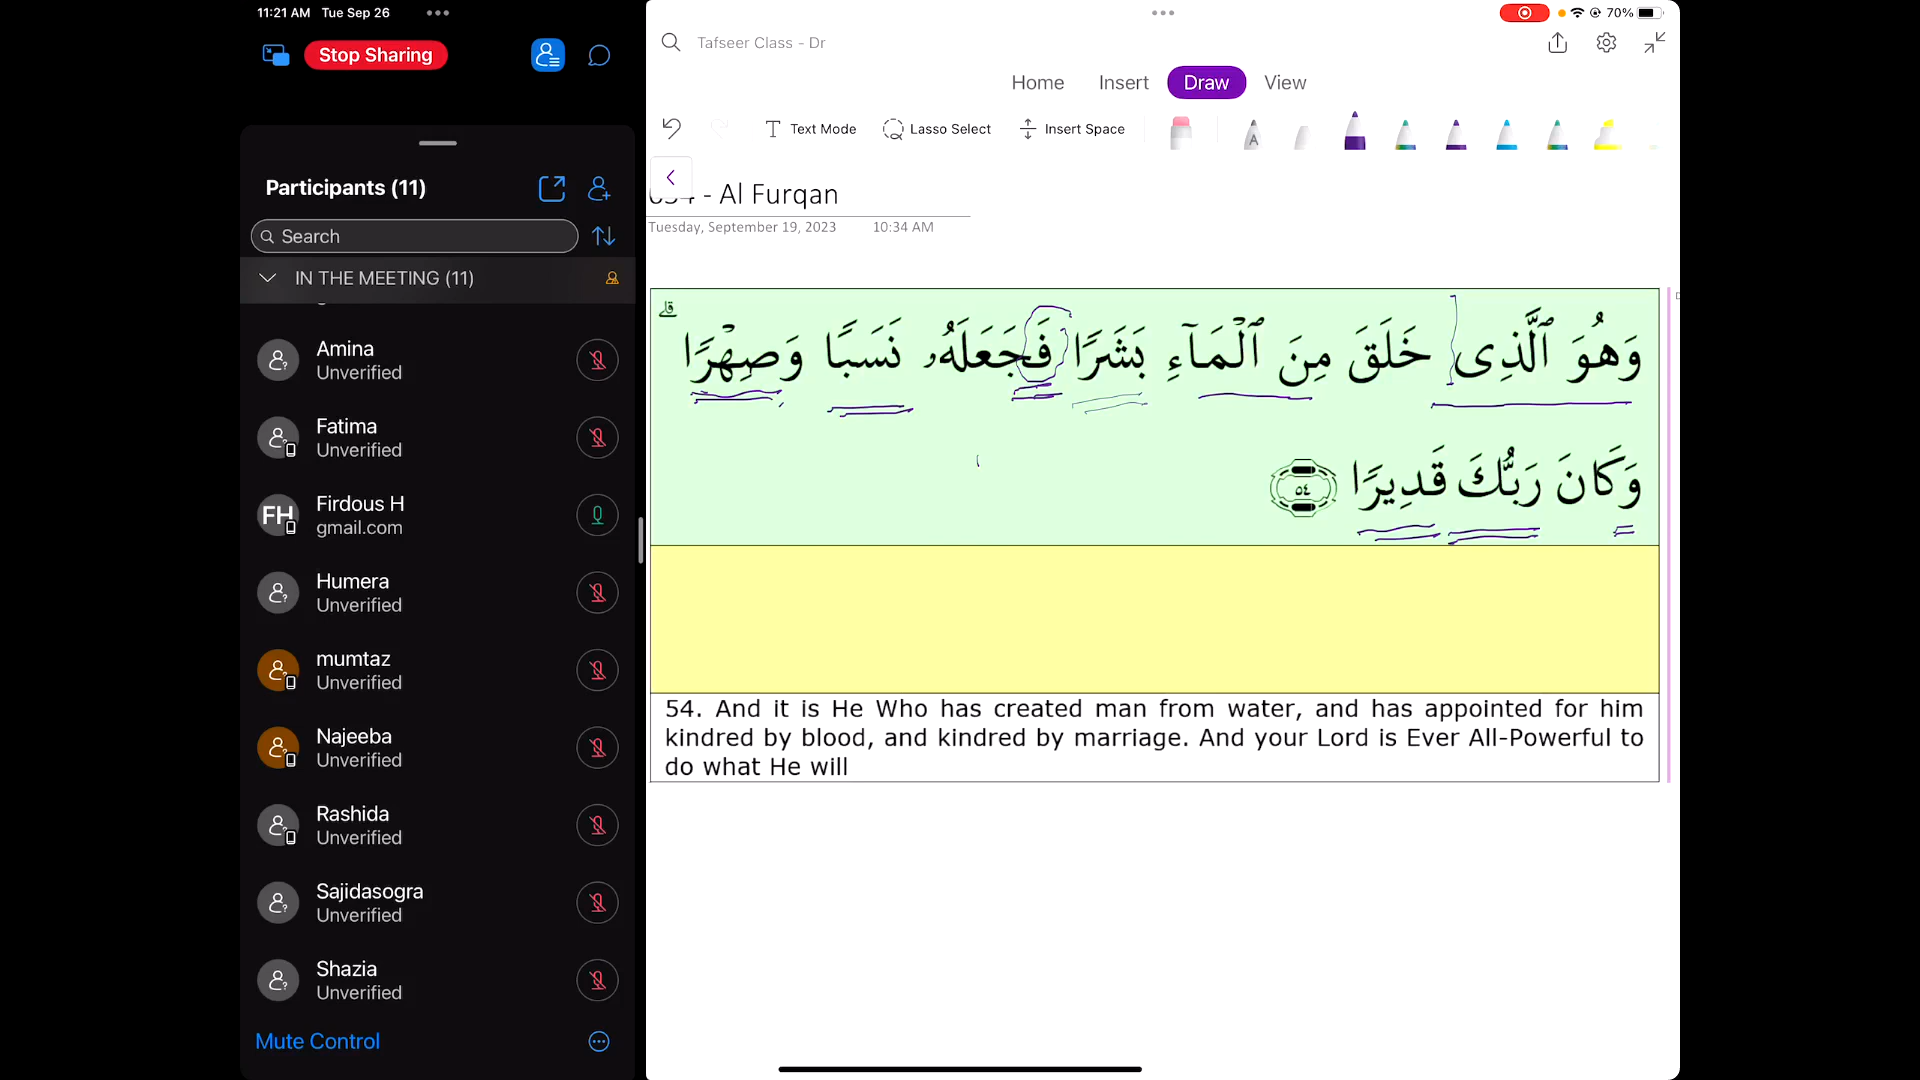 11:21 AM Tue Sep 26
Stop Sharing
Participants (11)
Search
IN THE MEETING (11)
Amina
Unverified
Fatima
Unverified
FH
Firdous H
gmail.com
Humera
Unverified
mumtaz
Unverified
Najeeba
Unverified
Rashida
Unverified
Sajidasogra
Unverified
Shazia
Unverified
Mute Control
70%
Tafseer Class - Dr
Home Insert Draw View
Text Mode Lasso Select Insert Space
A
- Al Furqan
Tuesday, September 19, 2023 10:34 AM
وَهُوَ ٱلَّذِى خَلَقَ مِنَ ٱلْمَآءِ بَشَرًا فَجَعَلَهُۥ نَسَبًا وَصِهْرًا
وَكَانَ رَبُّكَ قَدِيرًا ٥٤
54. And it is He Who has created man from water, and has appointed for him
kindred by blood, and kindred by marriage. And your Lord is Ever All-Powerful to
do what He will